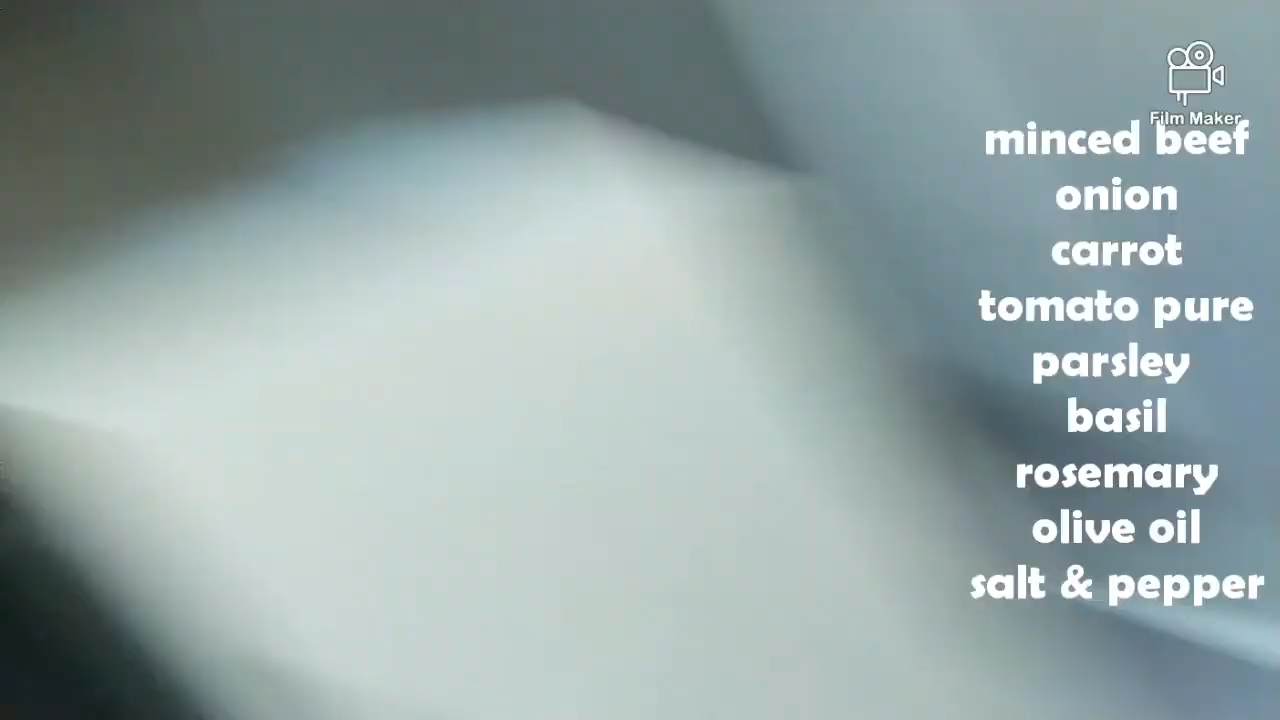 Film Maker
minced beef
onion
carrot
tomato pure
parsley
basil
rosemary
olive oil
salt & pepper